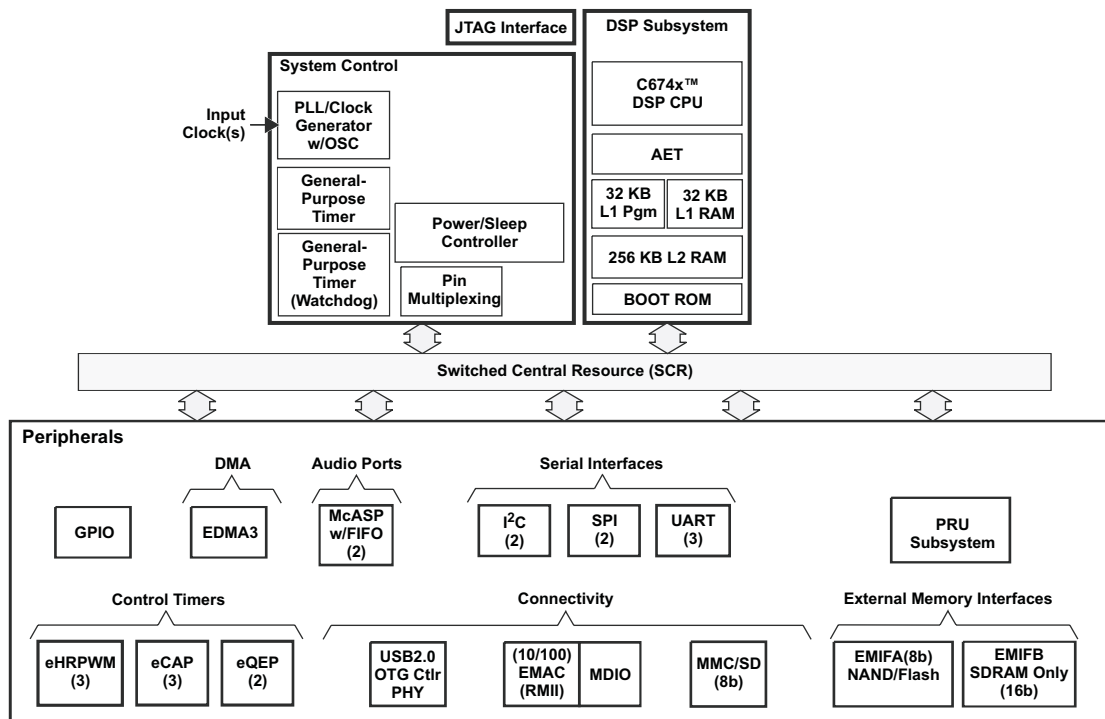 JTAG Interface
DSP Subsystem
System Control
C674x™
DSP CPU
PLL/Clock
Generator
w/OSC
Input
Clock(s)
AET
General-
Purpose
Timer
32 KB
L1 Pgm
32 KB
L1 RAM
Power/Sleep
Controller
General-
Purpose
Timer
(Watchdog)
256 KB L2 RAM
Pin
Multiplexing
BOOT ROM
Switched Central Resource (SCR)
Peripherals
DMA
Audio Ports
Serial Interfaces
GPIO
EDMA3
McASP
w/FIFO
(2)
I²C
(2)
SPI
(2)
UART
(3)
PRU
Subsystem
Control Timers
Connectivity
External Memory Interfaces
eHRPWM
(3)
eCAP
(3)
eQEP
(2)
USB2.0
OTG Ctlr
PHY
(10/100)
EMAC
(RMII)
MDIO
MMC/SD
(8b)
EMIFA(8b)
NAND/Flash
EMIFB
SDRAM Only
(16b)